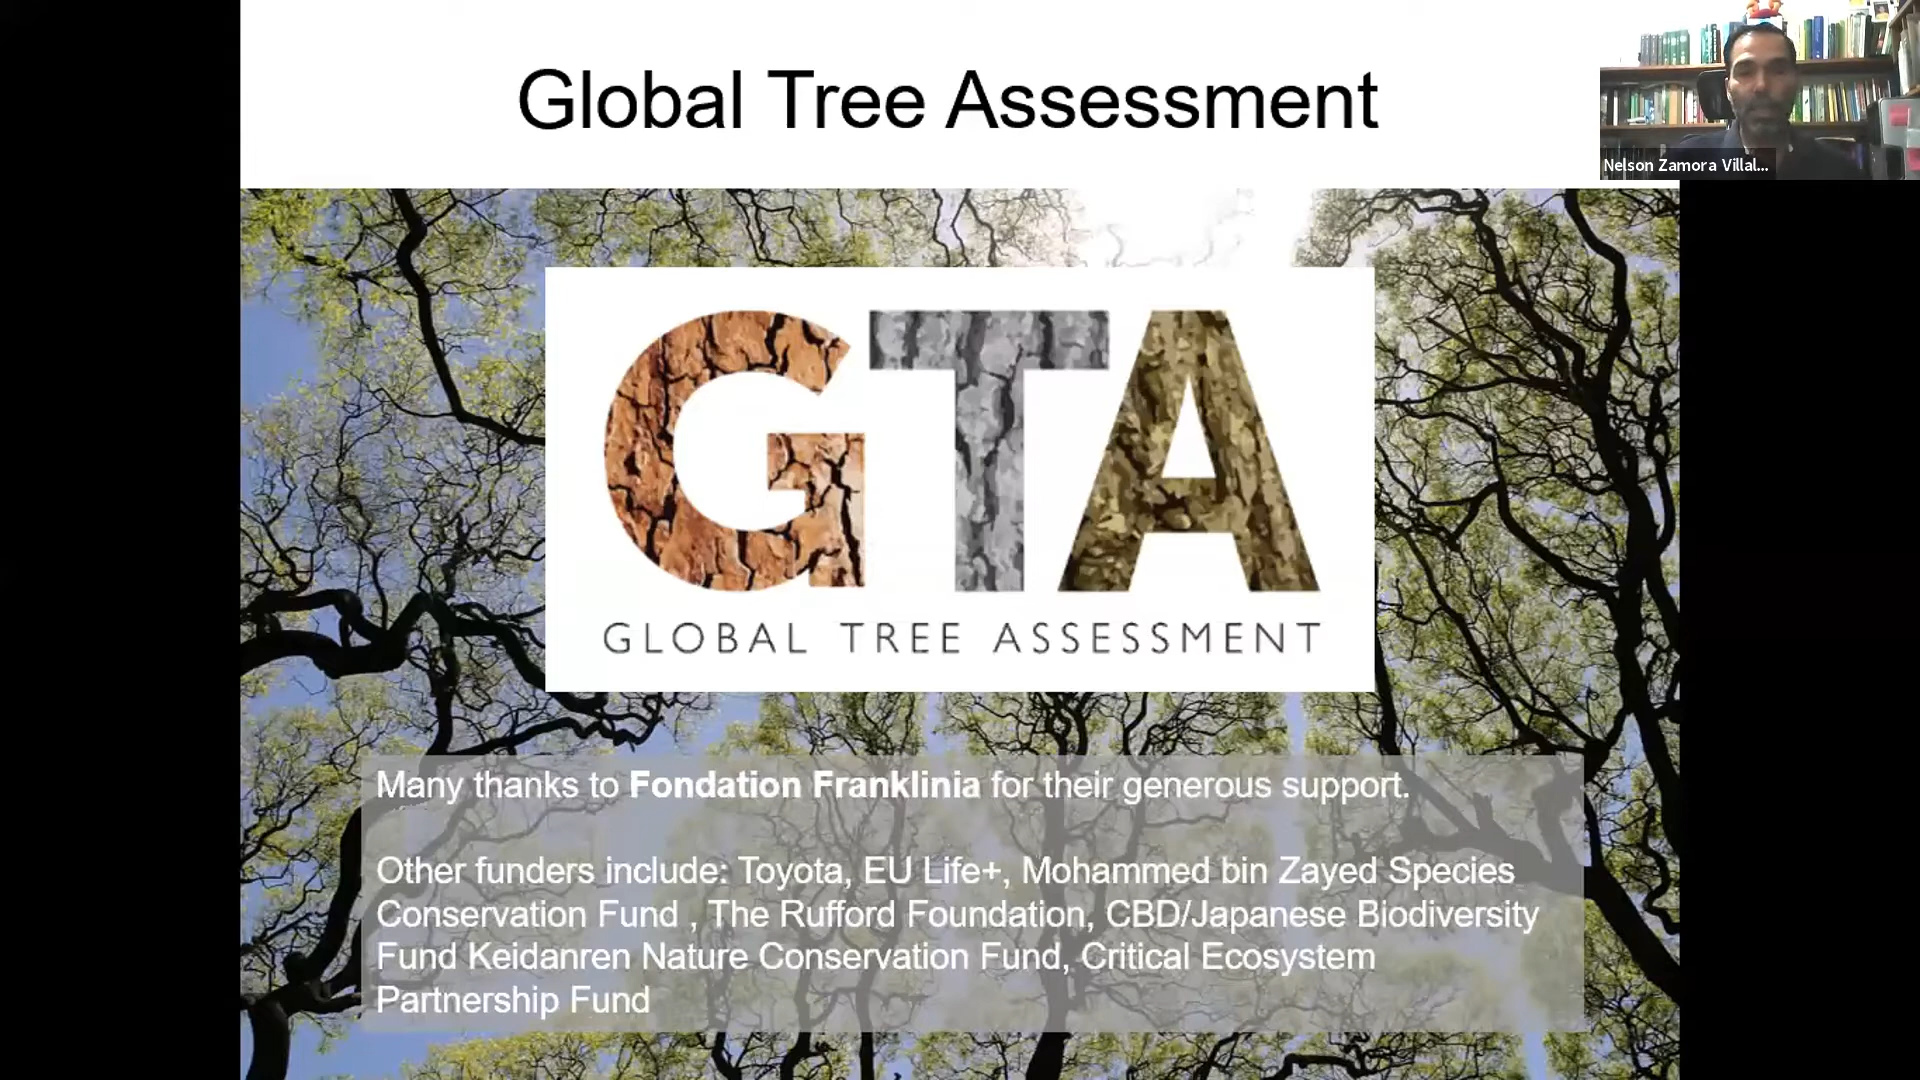 Global Tree Assessment
Nelson Zamora Villal...
GTA
GLOBAL TREE ASSESSMENT
Many thanks to Fondation Franklinia for their generous support.
Other funders include: Toyota, EU Life+, Mohammed bin Zayed Species
Conservation Fund , The Rufford Foundation, CBD/Japanese Biodiversity
Fund Keidanren Nature Conservation Fund, Critical Ecosystem
Partnership Fund